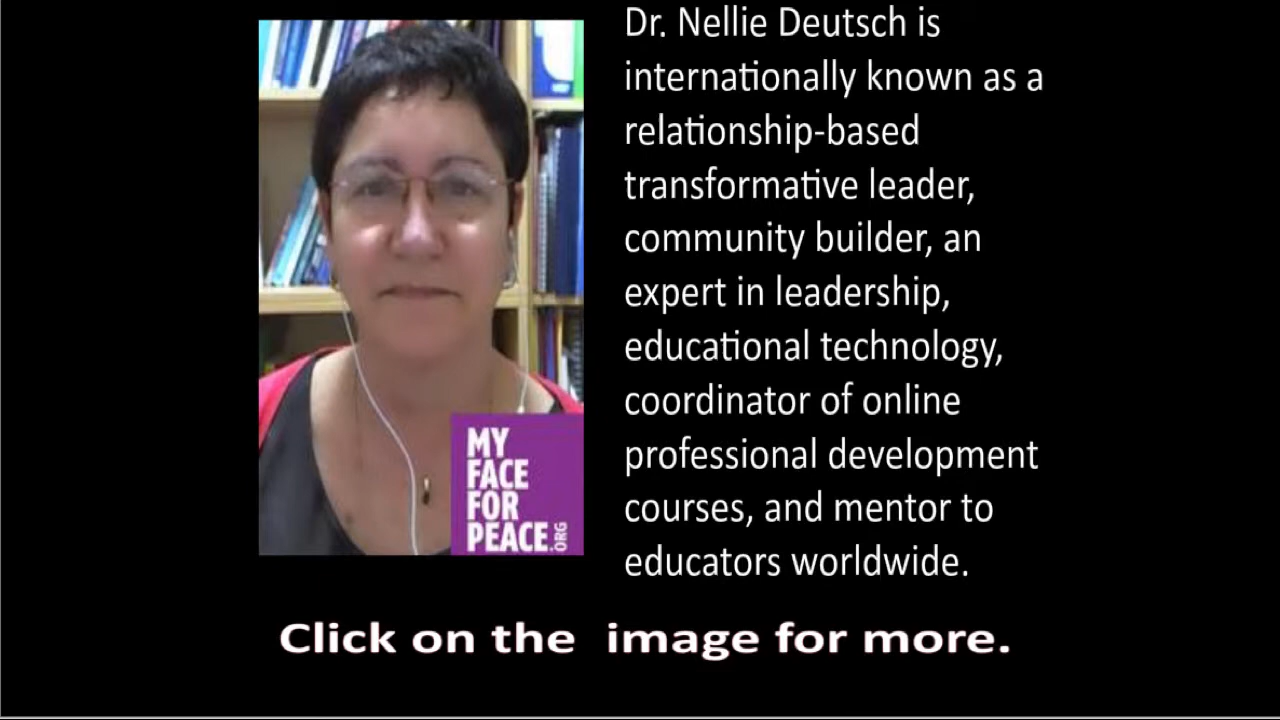 Dr. Nellie Deutsch is
internationally known as a
relationship-based
transformative leader,
community builder, an
expert in leadership,
educational technology,
coordinator of online
professional development
courses, and mentor to
educators worldwide.
MY
FACE
FOR
PEACE.ORG
Click on the image for more.